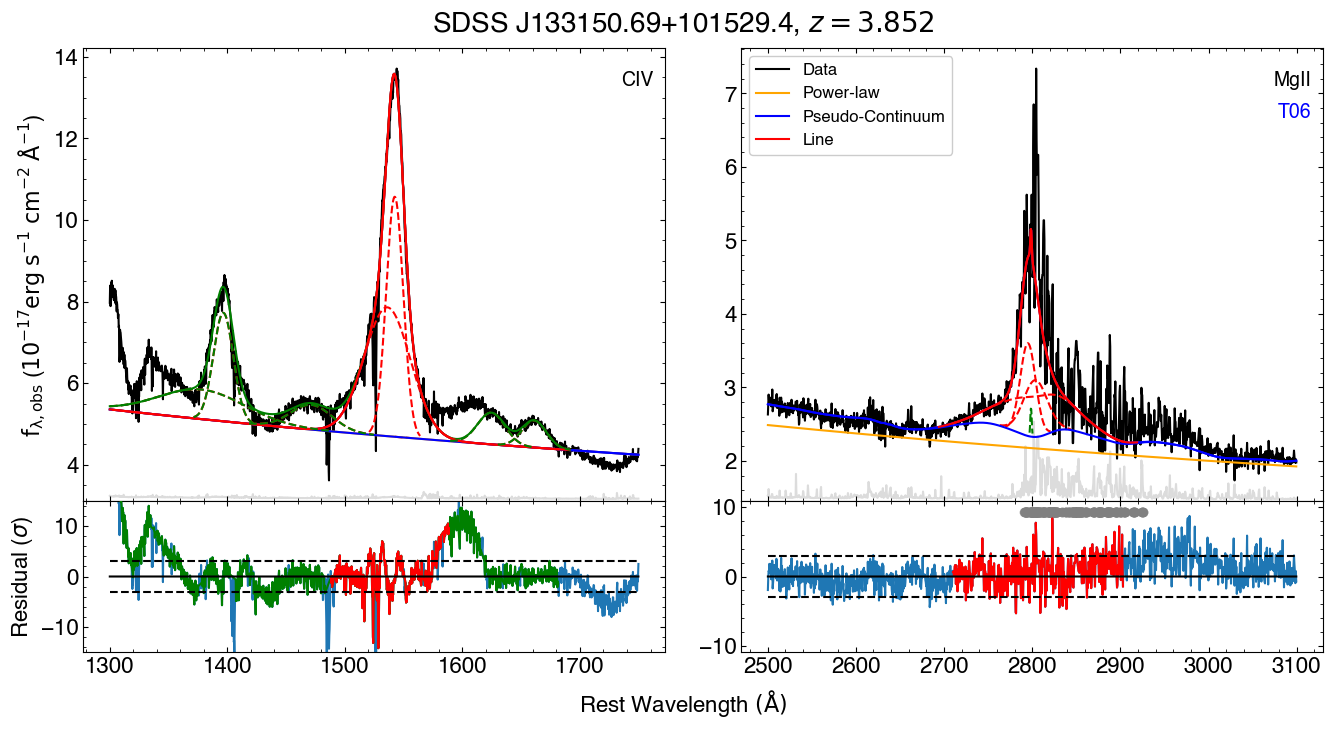 SDSS J133150.69+101529.4, z = 3.852
CIV
14
12
10
8
6
4
f_λ,obs (10^−17 erg s^−1 cm^−2 Å^−1)
Data
Power-law
Pseudo-Continuum
Line
MgII
T06
7
6
5
4
3
2
Residual (σ)
10
0
−10
1300 1400 1500 1600 1700
10
0
−10
2500 2600 2700 2800 2900 3000 3100
Rest Wavelength (Å)